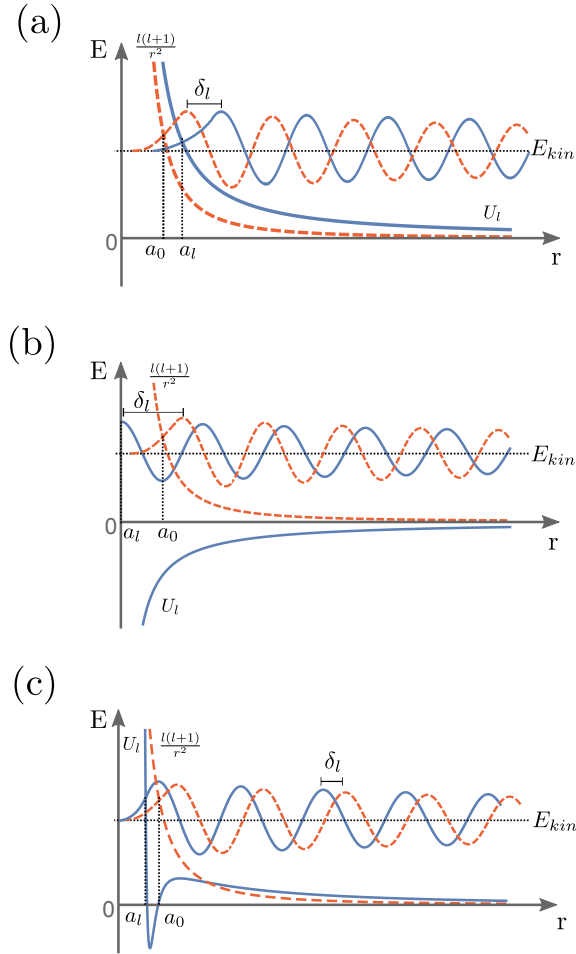 (a)
E
l(l+1)/r²
δ_l
E_kin
U_l
0
a_0
a_l
r
(b)
E
l(l+1)/r²
δ_l
E_kin
0
a_l
a_0
r
U_l
(c)
E
U_l
l(l+1)/r²
δ_l
E_kin
0
a_l
a_0
r